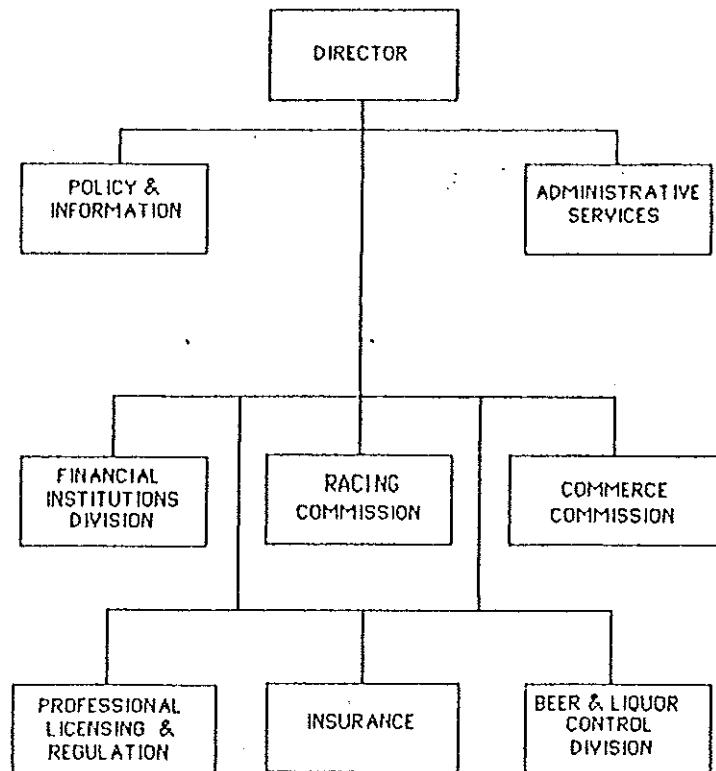 DIRECTOR
POLICY &
INFORMATION
ADMINISTRATIVE
SERVICES
FINANCIAL
INSTITUTIONS
DIVISION
RACING
COMMISSION
COMMERCE
COMMISSION
PROFESSIONAL
LICENSING &
REGULATION
INSURANCE
BEER & LIQUOR
CONTROL
DIVISION